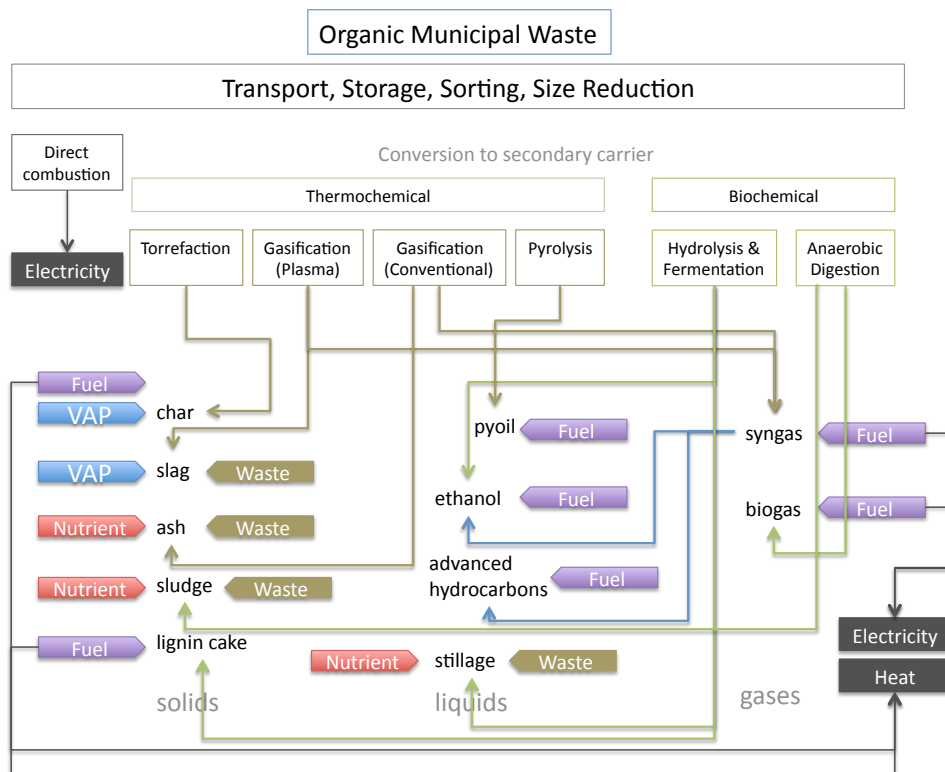 Organic Municipal Waste
Transport, Storage, Sorting, Size Reduction
Direct
combustion
Conversion to secondary carrier
Thermochemical
Biochemical
Torrefaction
Gasification
(Plasma)
Gasification
(Conventional)
Pyrolysis
Hydrolysis &
Fermentation
Anaerobic
Digestion
Electricity
Fuel
VAP
char
pyoil
Fuel
syngas
Fuel
VAP
slag
Waste
ethanol
Fuel
biogas
Fuel
Nutrient
ash
Waste
advanced
hydrocarbons
Fuel
Nutrient
sludge
Waste
Electricity
Fuel
lignin cake
Nutrient
stillage
Waste
Heat
solids
liquids
gases